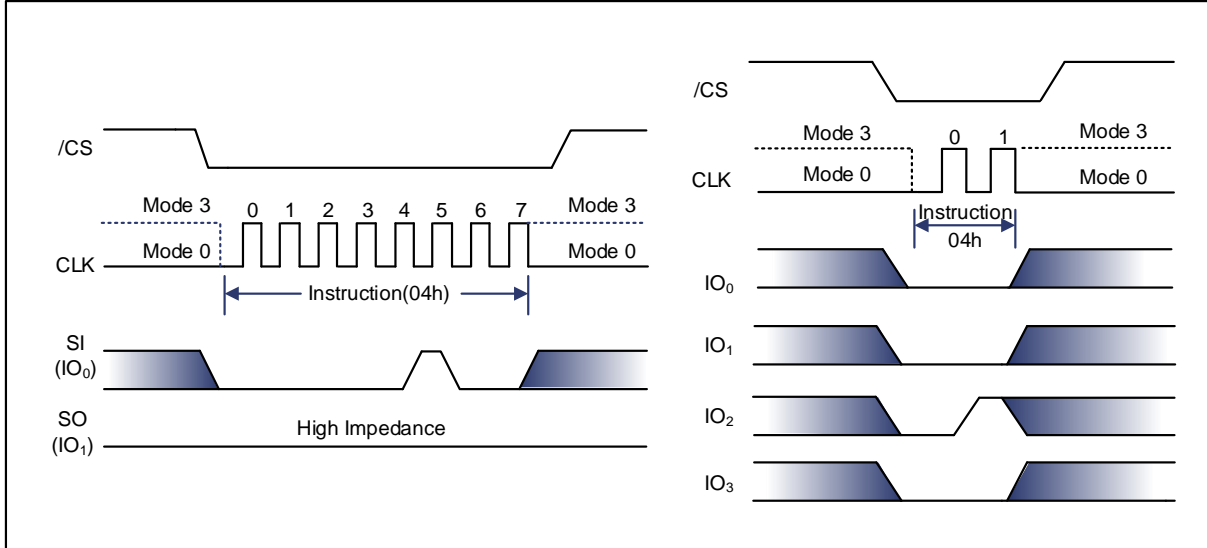 /CS
Mode 3
0 1 2 3 4 5 6 7
Mode 3
Mode 0
Mode 0
CLK
Instruction(04h)
SI
(IO₀)
SO
(IO₁)
High Impedance
/CS
Mode 3
0 1
Mode 3
CLK
Mode 0
Mode 0
Instruction
04h
IO₀
IO₁
IO₂
IO₃